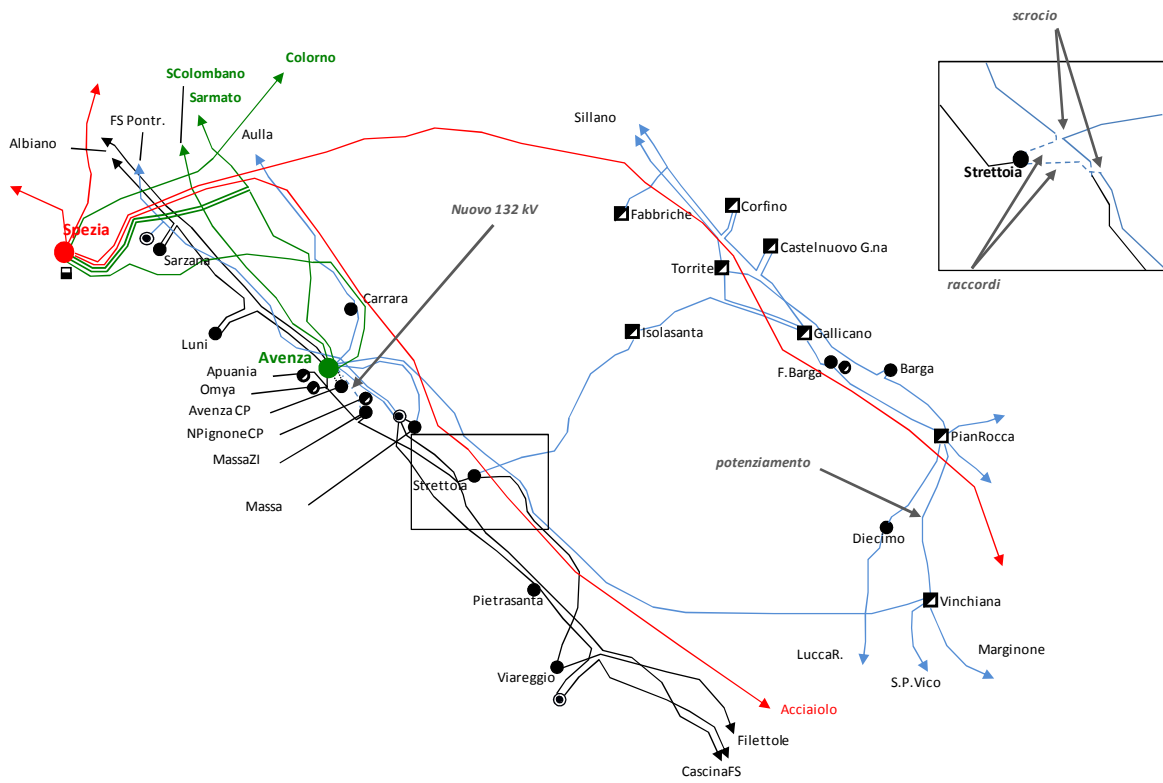 scrocio
Colorno
SColombano
Sarmato
FS Pontr.
Aulla
Albiano
Sillano
Strettoia
Nuovo 132 kV
Fabbriche
Corfino
Spezia
Sarzana
Castelnuovo G.na
Torrite
raccordi
Carrara
Luni
Isolasanta
Gallicano
Avenza
F.Barga
Barga
Apuania
Omya
Avenza CP
NPignoneCP
PianRocca
MassaZI
potenziamento
Strettoia
Massa
Diecimo
Pietrasanta
Vinchiana
Marginone
LuccaR.
Viareggio
S.P.Vico
Acciaiolo
Filettole
CascinaFS